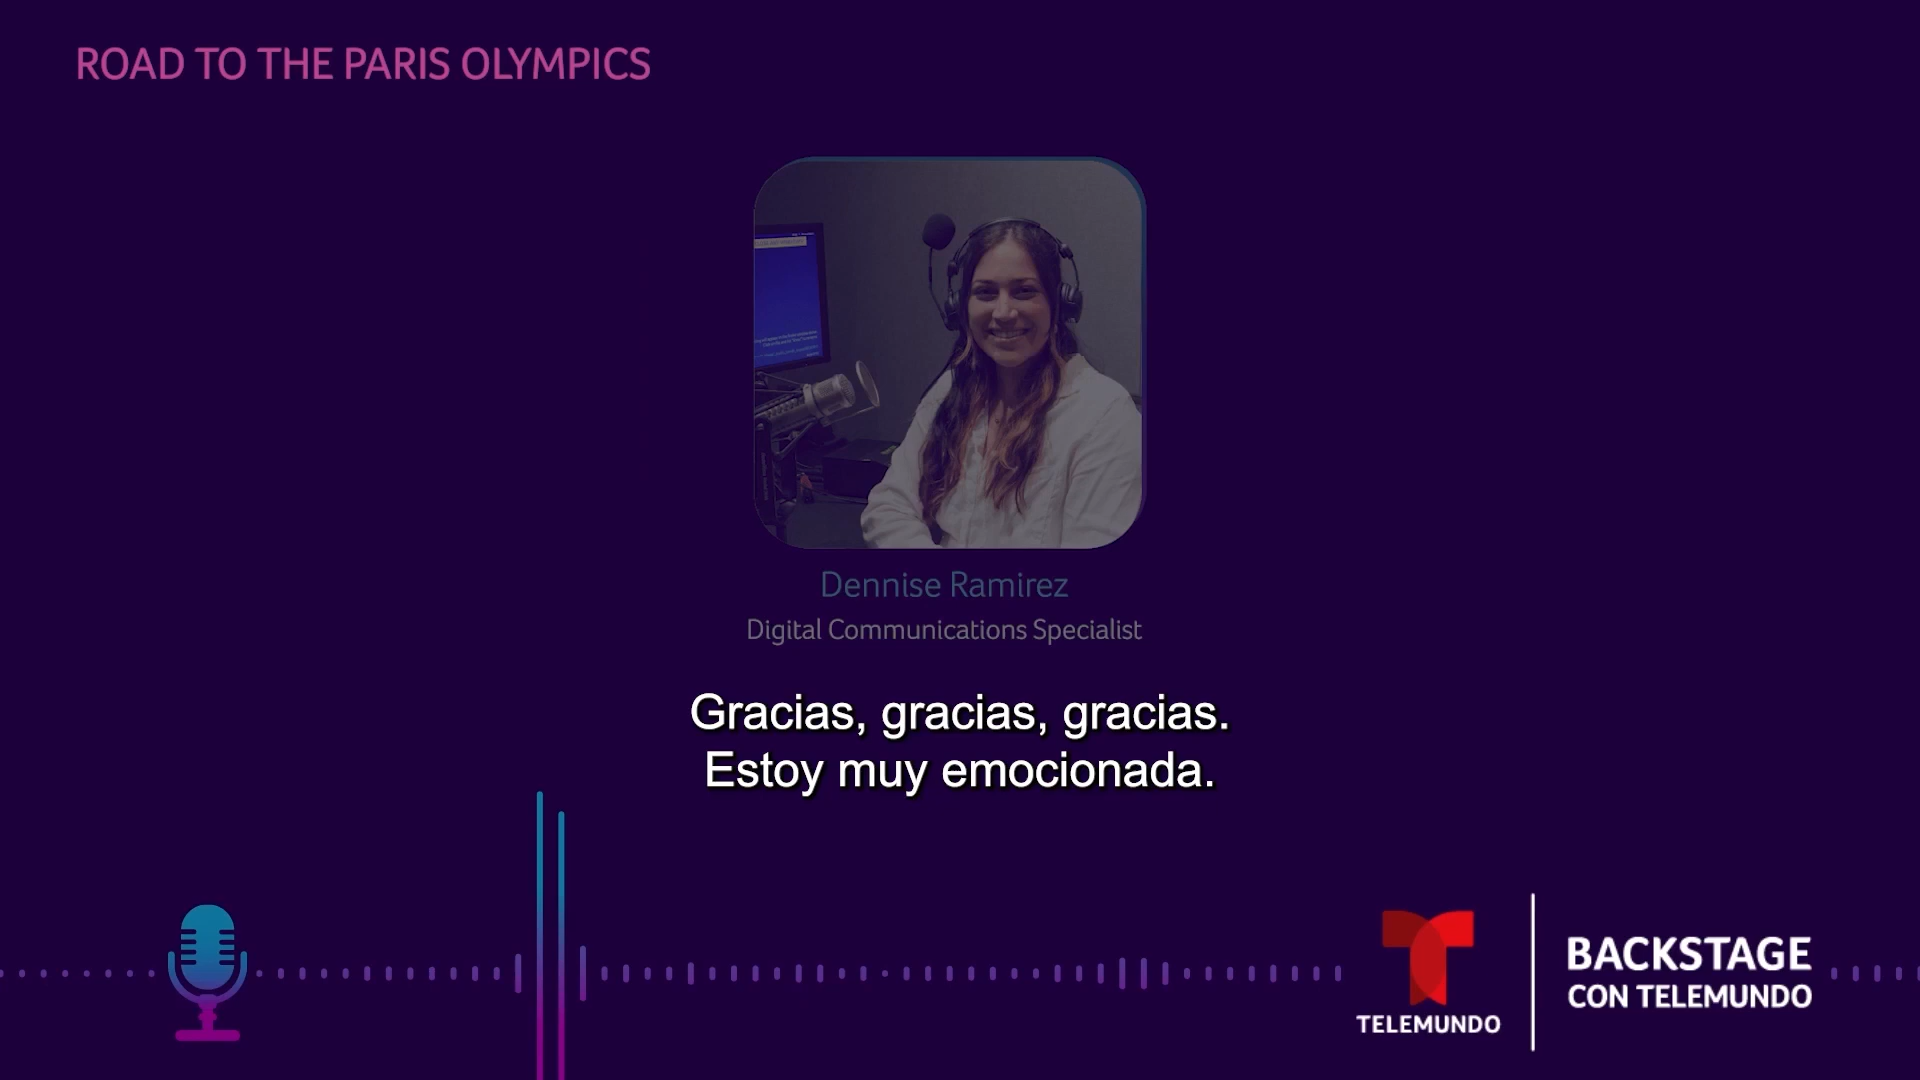 ROAD TO THE PARIS OLYMPICS
Dennise Ramirez
Digital Communications Specialist
Gracias, gracias, gracias.
Estoy muy emocionada.
TELEMUNDO
BACKSTAGE
CON TELEMUNDO